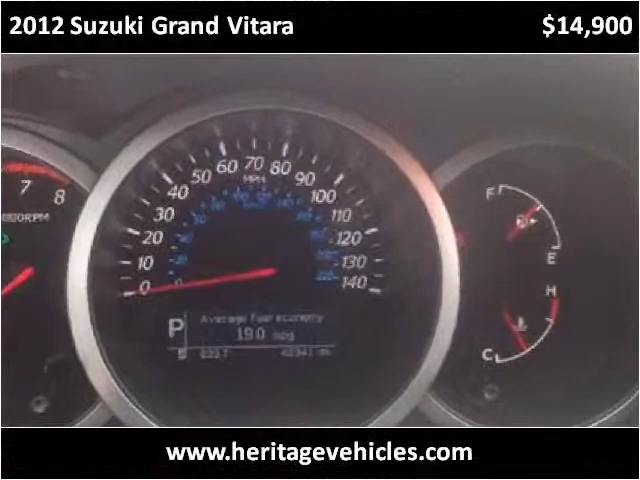 2012 Suzuki Grand Vitara $14,900
7 8
0 10 20 30 40 50 60 70 80 90 100 110 120 130 140
MPH
F
E
H
C
P
Average fuel economy
19.0 mpg
www.heritagevehicles.com